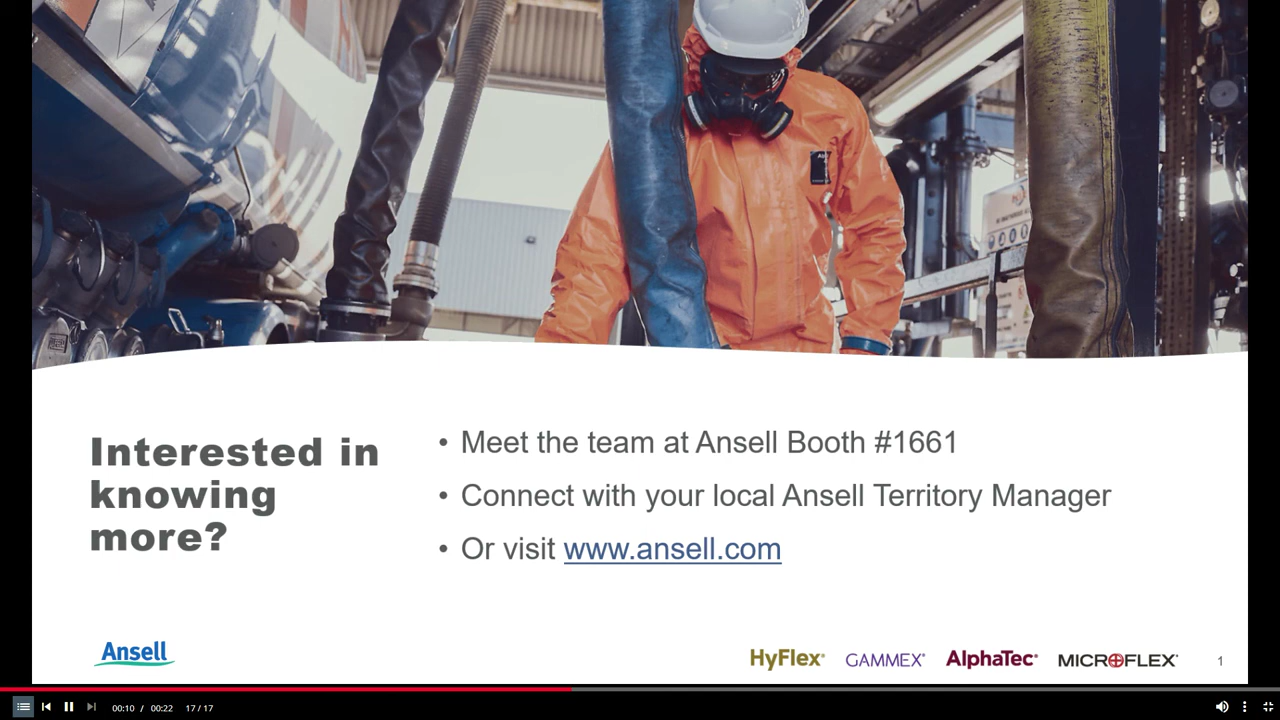 Interested in
knowing
more?
• Meet the team at Ansell Booth #1661
• Connect with your local Ansell Territory Manager
• Or visit www.ansell.com
Ansell
HyFlex®
GAMMEX®
AlphaTec®
MICROFLEX®
1
00:10 / 00:22 17 / 17